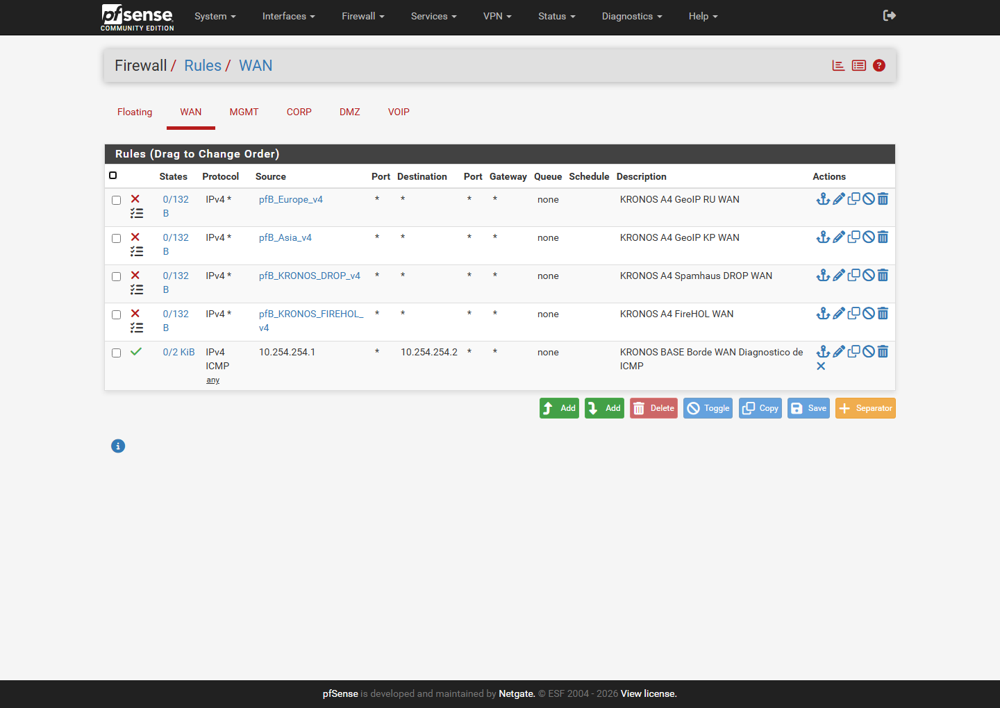 pfsense
COMMUNITY EDITION
System
Interfaces
Firewall
Services
VPN
Status
Diagnostics
Help
Firewall / Rules / WAN
Floating
WAN
MGMT
CORP
DMZ
VOIP
Rules (Drag to Change Order)
States Protocol Source Port Destination Port Gateway Queue Schedule Description Actions
0/132 IPv4 * pfB_Europe_v4 * * * * none KRONOS A4 GeoIP RU WAN
B
0/132 IPv4 * pfB_Asia_v4 * * * * none KRONOS A4 GeoIP KP WAN
B
0/132 IPv4 * pfB_KRONOS_DROP_v4 * * * * none KRONOS A4 Spamhaus DROP WAN
B
0/132 IPv4 * pfB_KRONOS_FIREHOL_ * * * * none KRONOS A4 FireHOL WAN
B v4
0/2 KiB IPv4 10.254.254.1 * 10.254.254.2 * * none KRONOS BASE Borde WAN Diagnostico de
ICMP ICMP
any
Add
Add
Delete
Toggle
Copy
Save
Separator
pfSense is developed and maintained by Netgate. © ESF 2004 - 2026 View license.